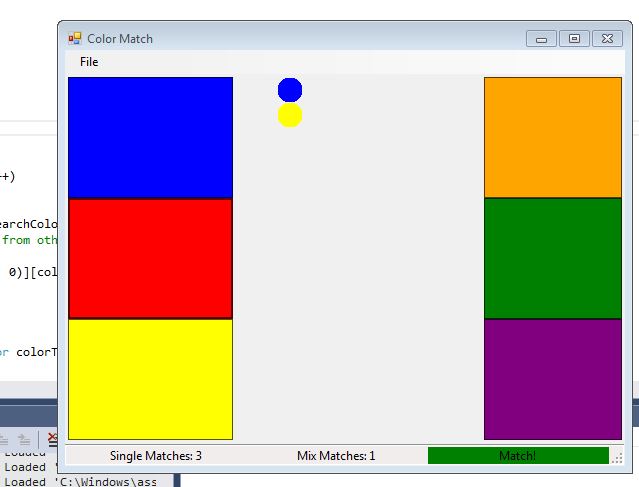 Color Match
File
++)
earchColo
from oth
0)][col
or colorT
Single Matches: 3
Mix Matches: 1
Match!
Loaded '
Loaded '
Loaded 'C:\Windows\ass